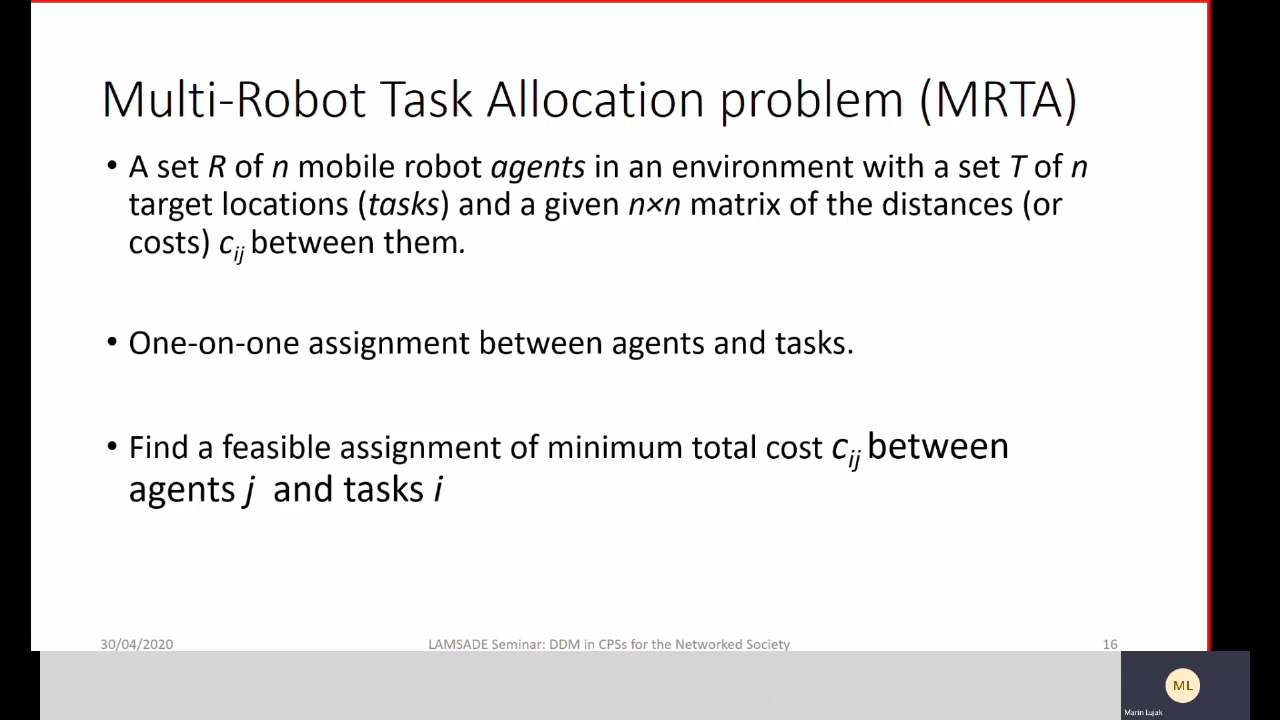 Multi-Robot Task Allocation problem (MRTA)
• A set R of n mobile robot agents in an environment with a set T of n
target locations (tasks) and a given n×n matrix of the distances (or
costs) cij between them.
• One-on-one assignment between agents and tasks.
• Find a feasible assignment of minimum total cost cij between
agents j and tasks i
30/04/2020
LAMSADE Seminar: DDM in CPSs for the Networked Society
16
ML
Marin Lujak